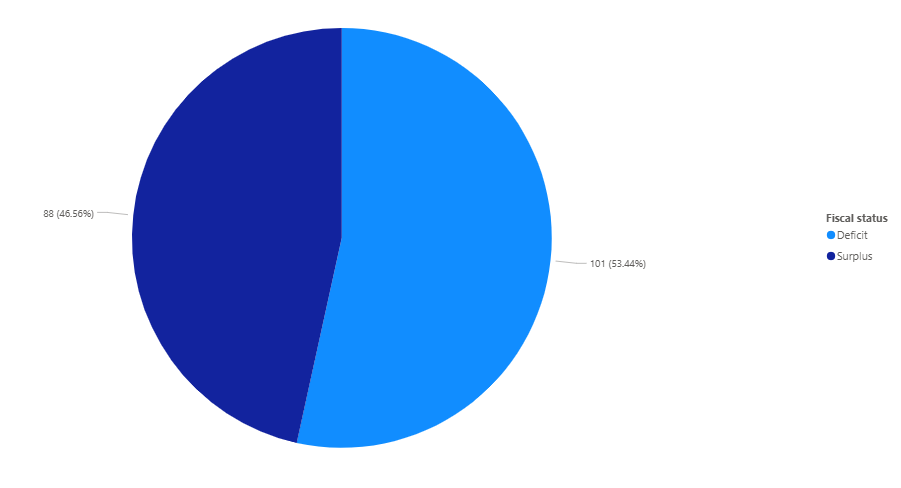 88 (46.56%)
101 (53.44%)
Fiscal status
Deficit
Surplus